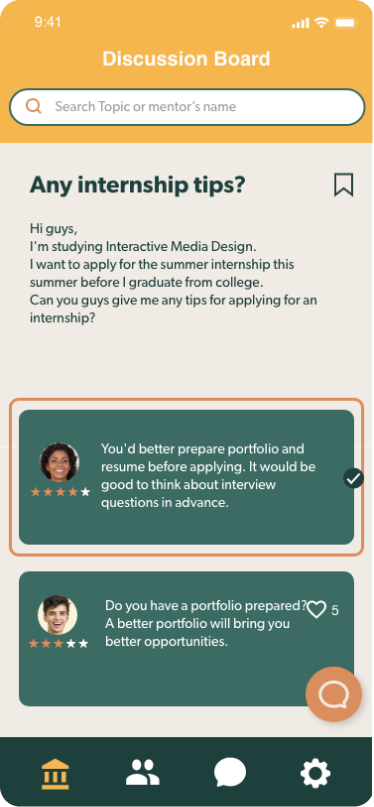 9:41
Discussion Board
Search Topic or mentor's name
Any internship tips?
Hi guys,
I'm studying Interactive Media Design.
I want to apply for the summer internship this
summer before I graduate from college.
Can you guys give me any tips for applying for an
internship?
You'd better prepare portfolio and
resume before applying. It would be
good to think about interview
questions in advance.
Do you have a portfolio prepared?
5
A better portfolio will bring you
better opportunities.